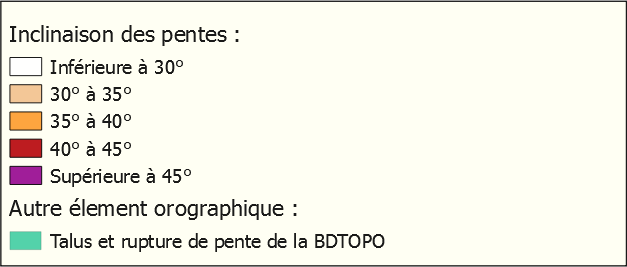 Inclinaison des pentes :
Inférieure à 30°
30° à 35°
35° à 40°
40° à 45°
Supérieure à 45°
Autre élement orographique :
Talus et rupture de pente de la BDTOPO